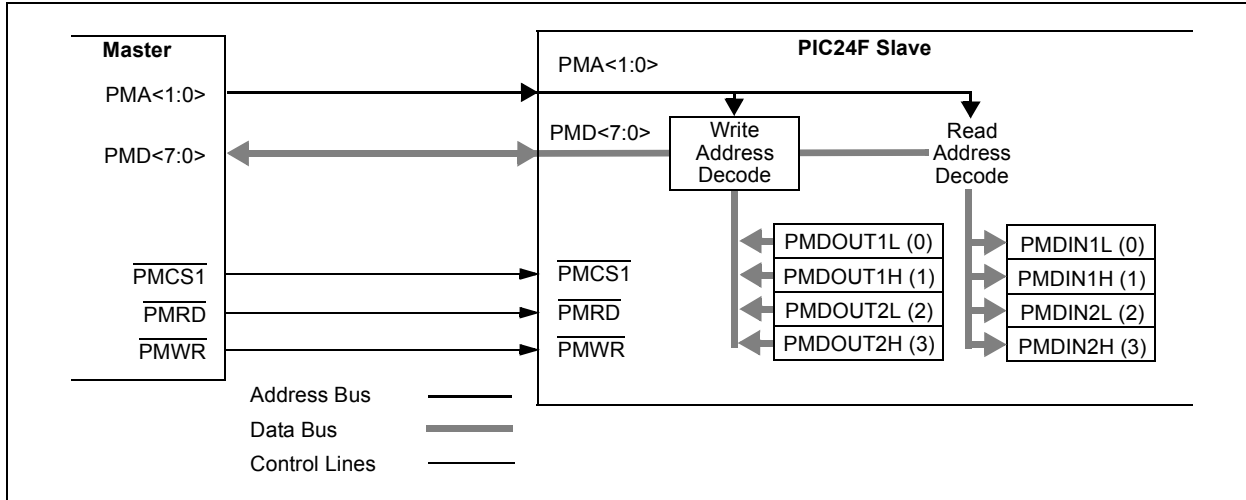 Master
PIC24F Slave
PMA<1:0>
PMA<1:0>
PMD<7:0>
PMD<7:0>
Write
Address
Decode
Read
Address
Decode
PMDOUT1L (0)
PMDOUT1H (1)
PMDOUT2L (2)
PMDOUT2H (3)
PMDIN1L (0)
PMDIN1H (1)
PMDIN2L (2)
PMDIN2H (3)
PMCS1
PMCS1
PMRD
PMRD
PMWR
PMWR
Address Bus
Data Bus
Control Lines